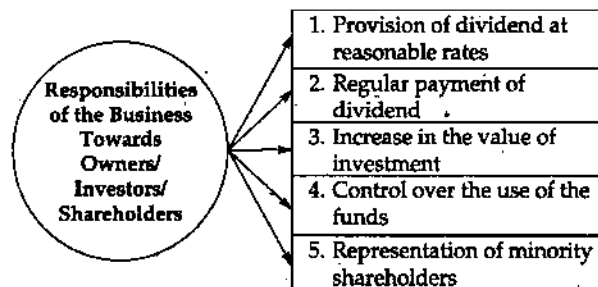 Responsibilities
of the Business
Towards
Owners/
Investors/
Shareholders
1. Provision of dividend at
reasonable rates
2. Regular payment of
dividend
3. Increase in the value of
investment
4. Control over the use of the
funds
5. Representation of minority
shareholders